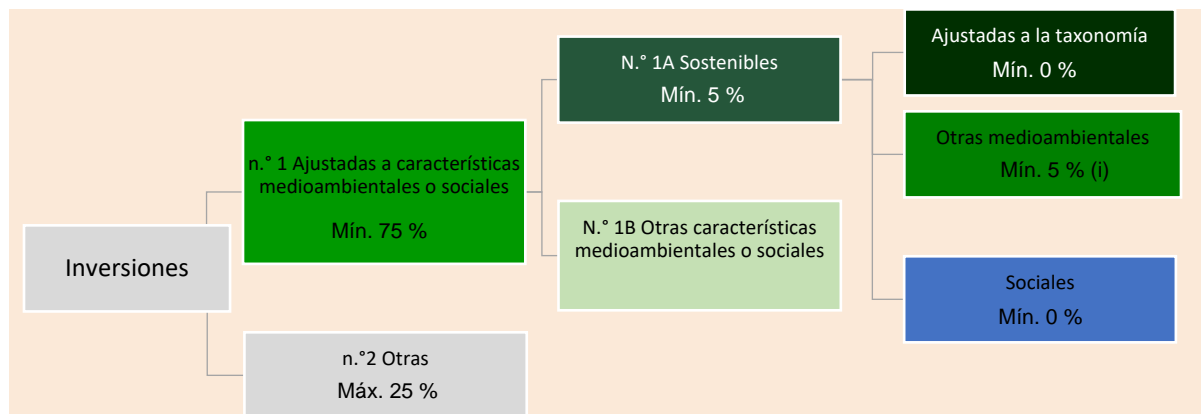 Inversiones
n.° 1 Ajustadas a características
medioambientales o sociales
Mín. 75 %
n.°2 Otras
Máx. 25 %
N.° 1A Sostenibles
Mín. 5 %
N.° 1B Otras características
medioambientales o sociales
Ajustadas a la taxonomía
Mín. 0 %
Otras medioambientales
Mín. 5 % (i)
Sociales
Mín. 0 %